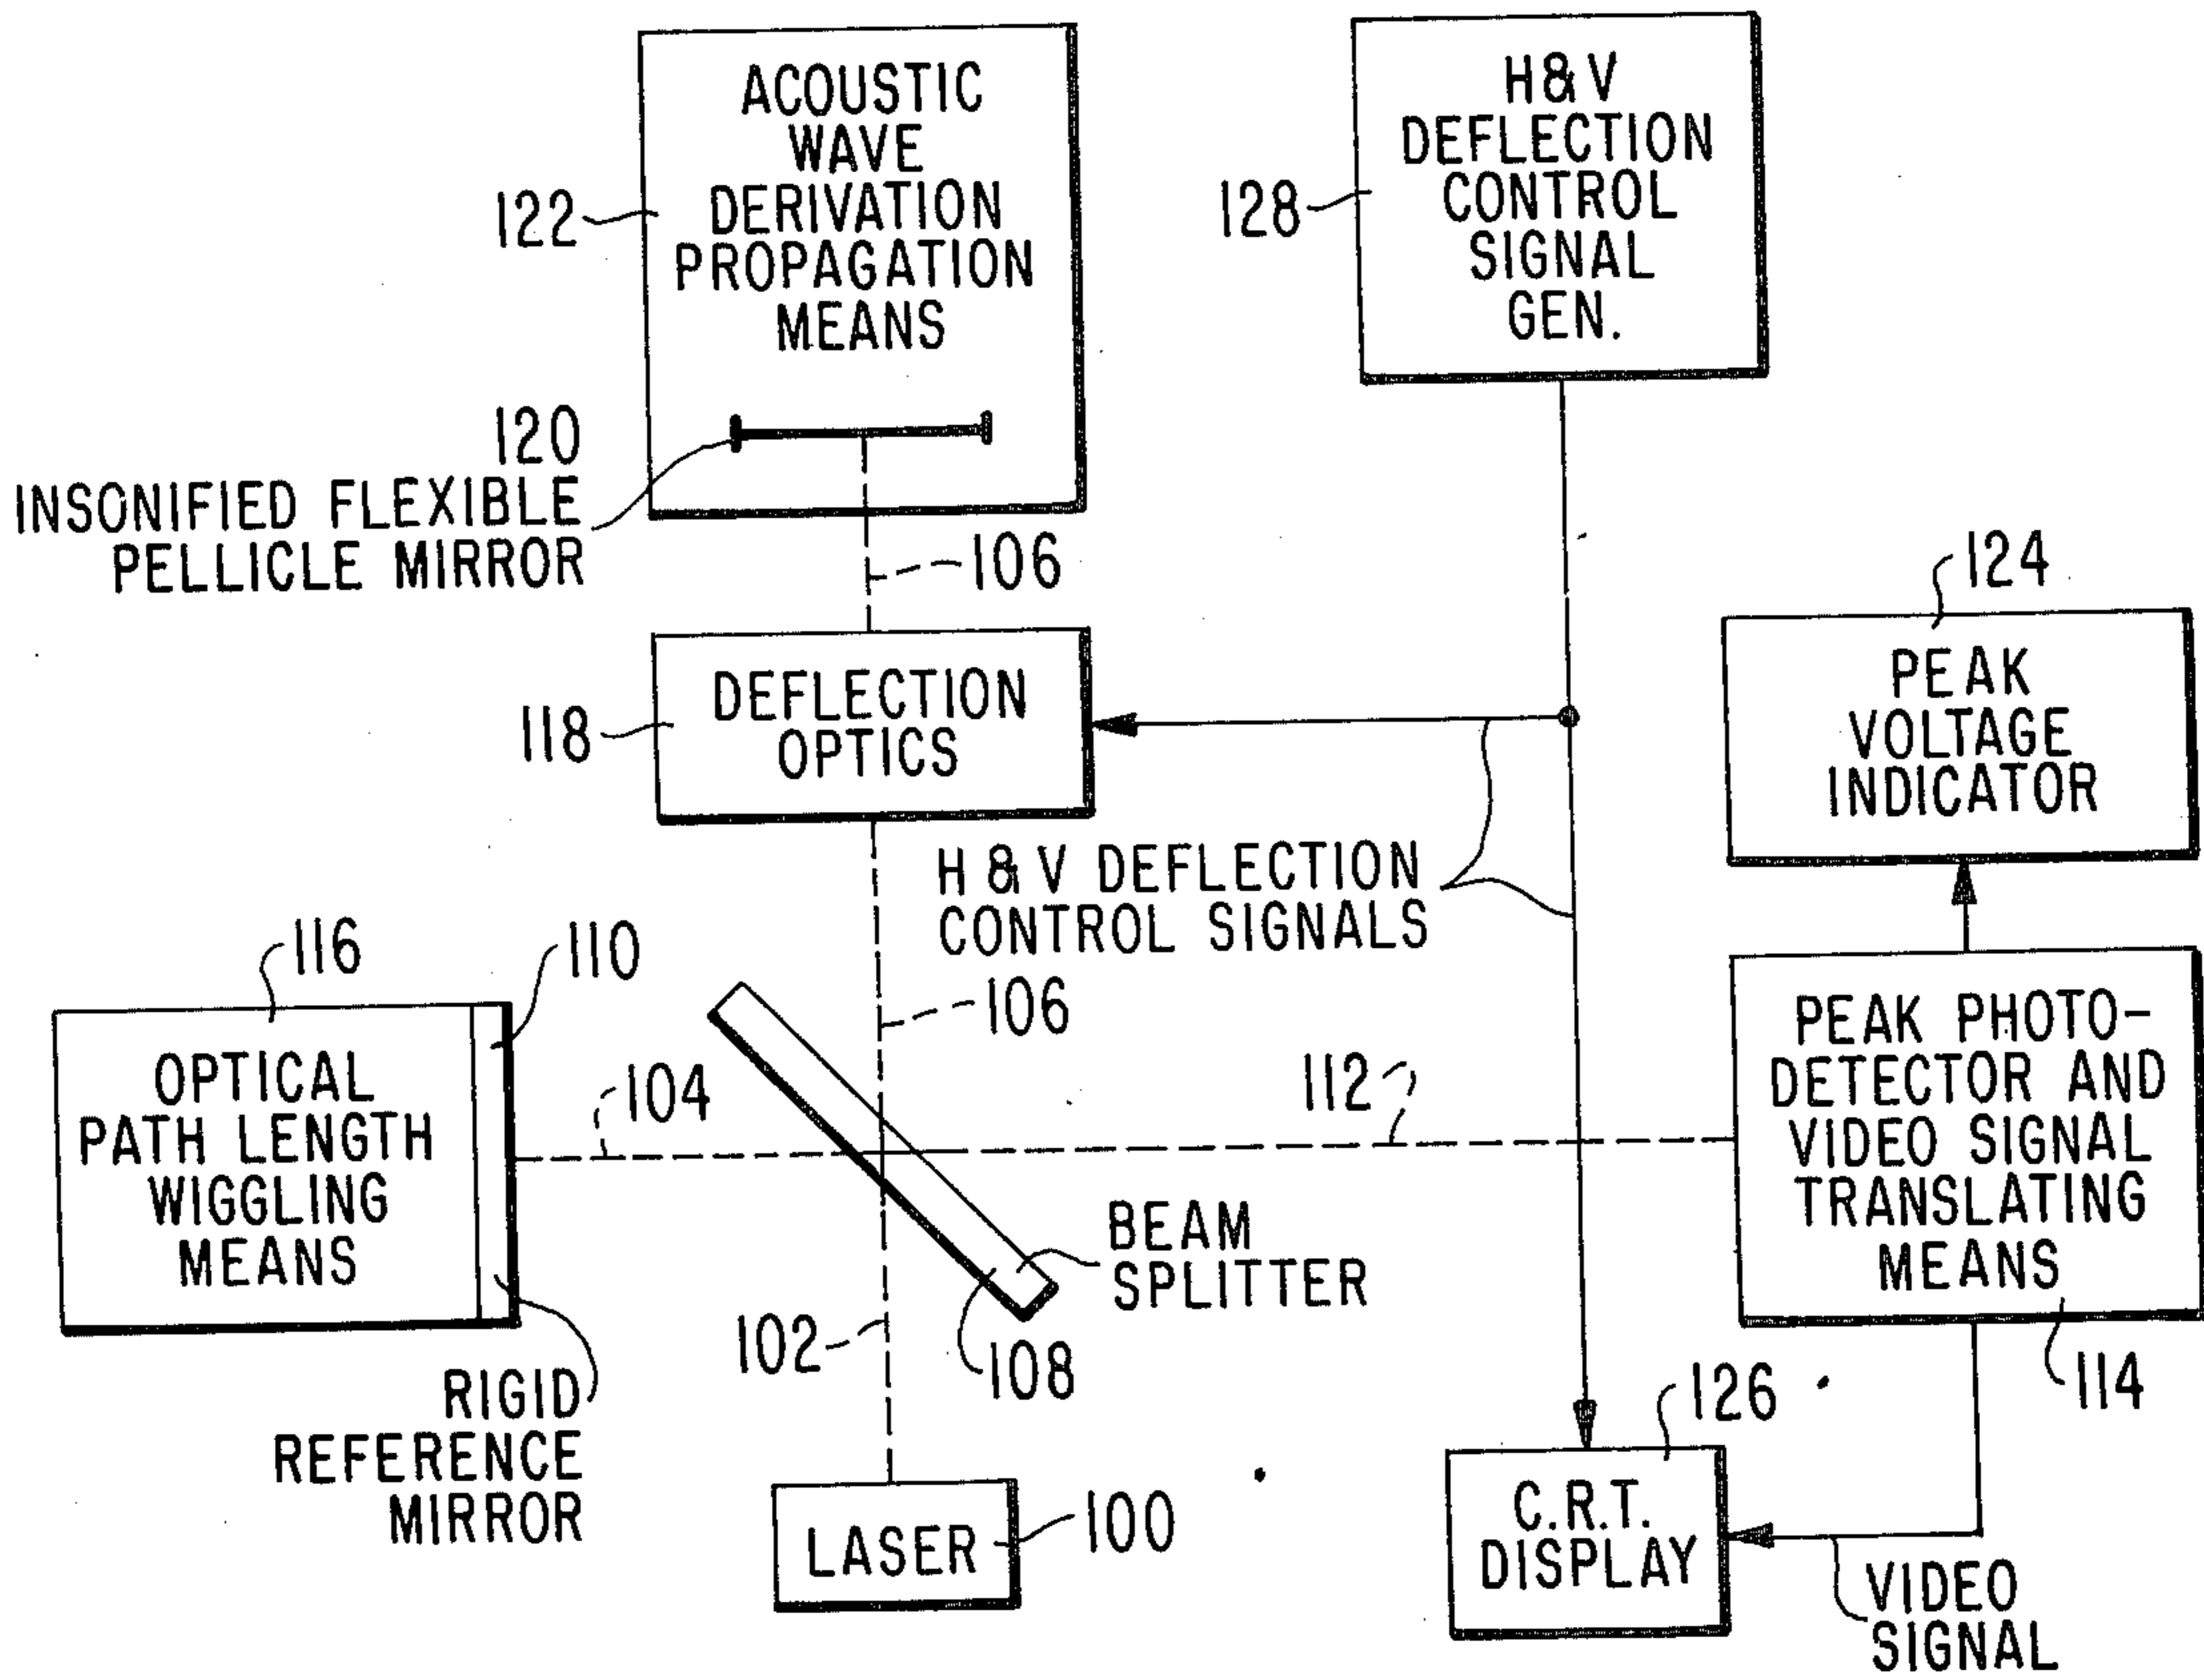 ACOUSTIC
WAVE
DERIVATION
PROPAGATION
MEANS
122
H & V
DEFLECTION
CONTROL
SIGNAL
GEN.
128
120
INSONIFIED FLEXIBLE
PELLICLE MIRROR
106
124
PEAK
VOLTAGE
INDICATOR
DEFLECTION
OPTICS
118
H & V DEFLECTION
CONTROL SIGNALS
116
110
106
OPTICAL
PATH LENGTH
WIGGLING
MEANS
104
112
PEAK PHOTO-
DETECTOR AND
VIDEO SIGNAL
TRANSLATING
MEANS
BEAM
SPLITTER
102
108
RIGID
REFERENCE
MIRROR
126
114
LASER
100
C.R.T.
DISPLAY
VIDEO
SIGNAL